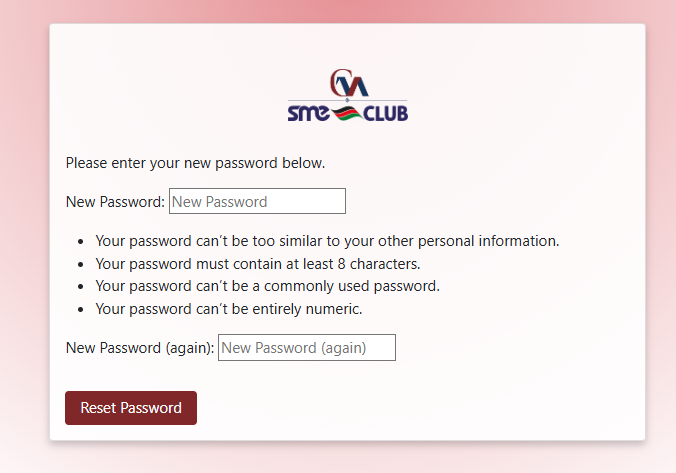 CM
sme CLUB
Please enter your new password below.
New Password: New Password
• Your password can't be too similar to your other personal information.
• Your password must contain at least 8 characters.
• Your password can't be a commonly used password.
• Your password can't be entirely numeric.
New Password (again): New Password (again)
Reset Password